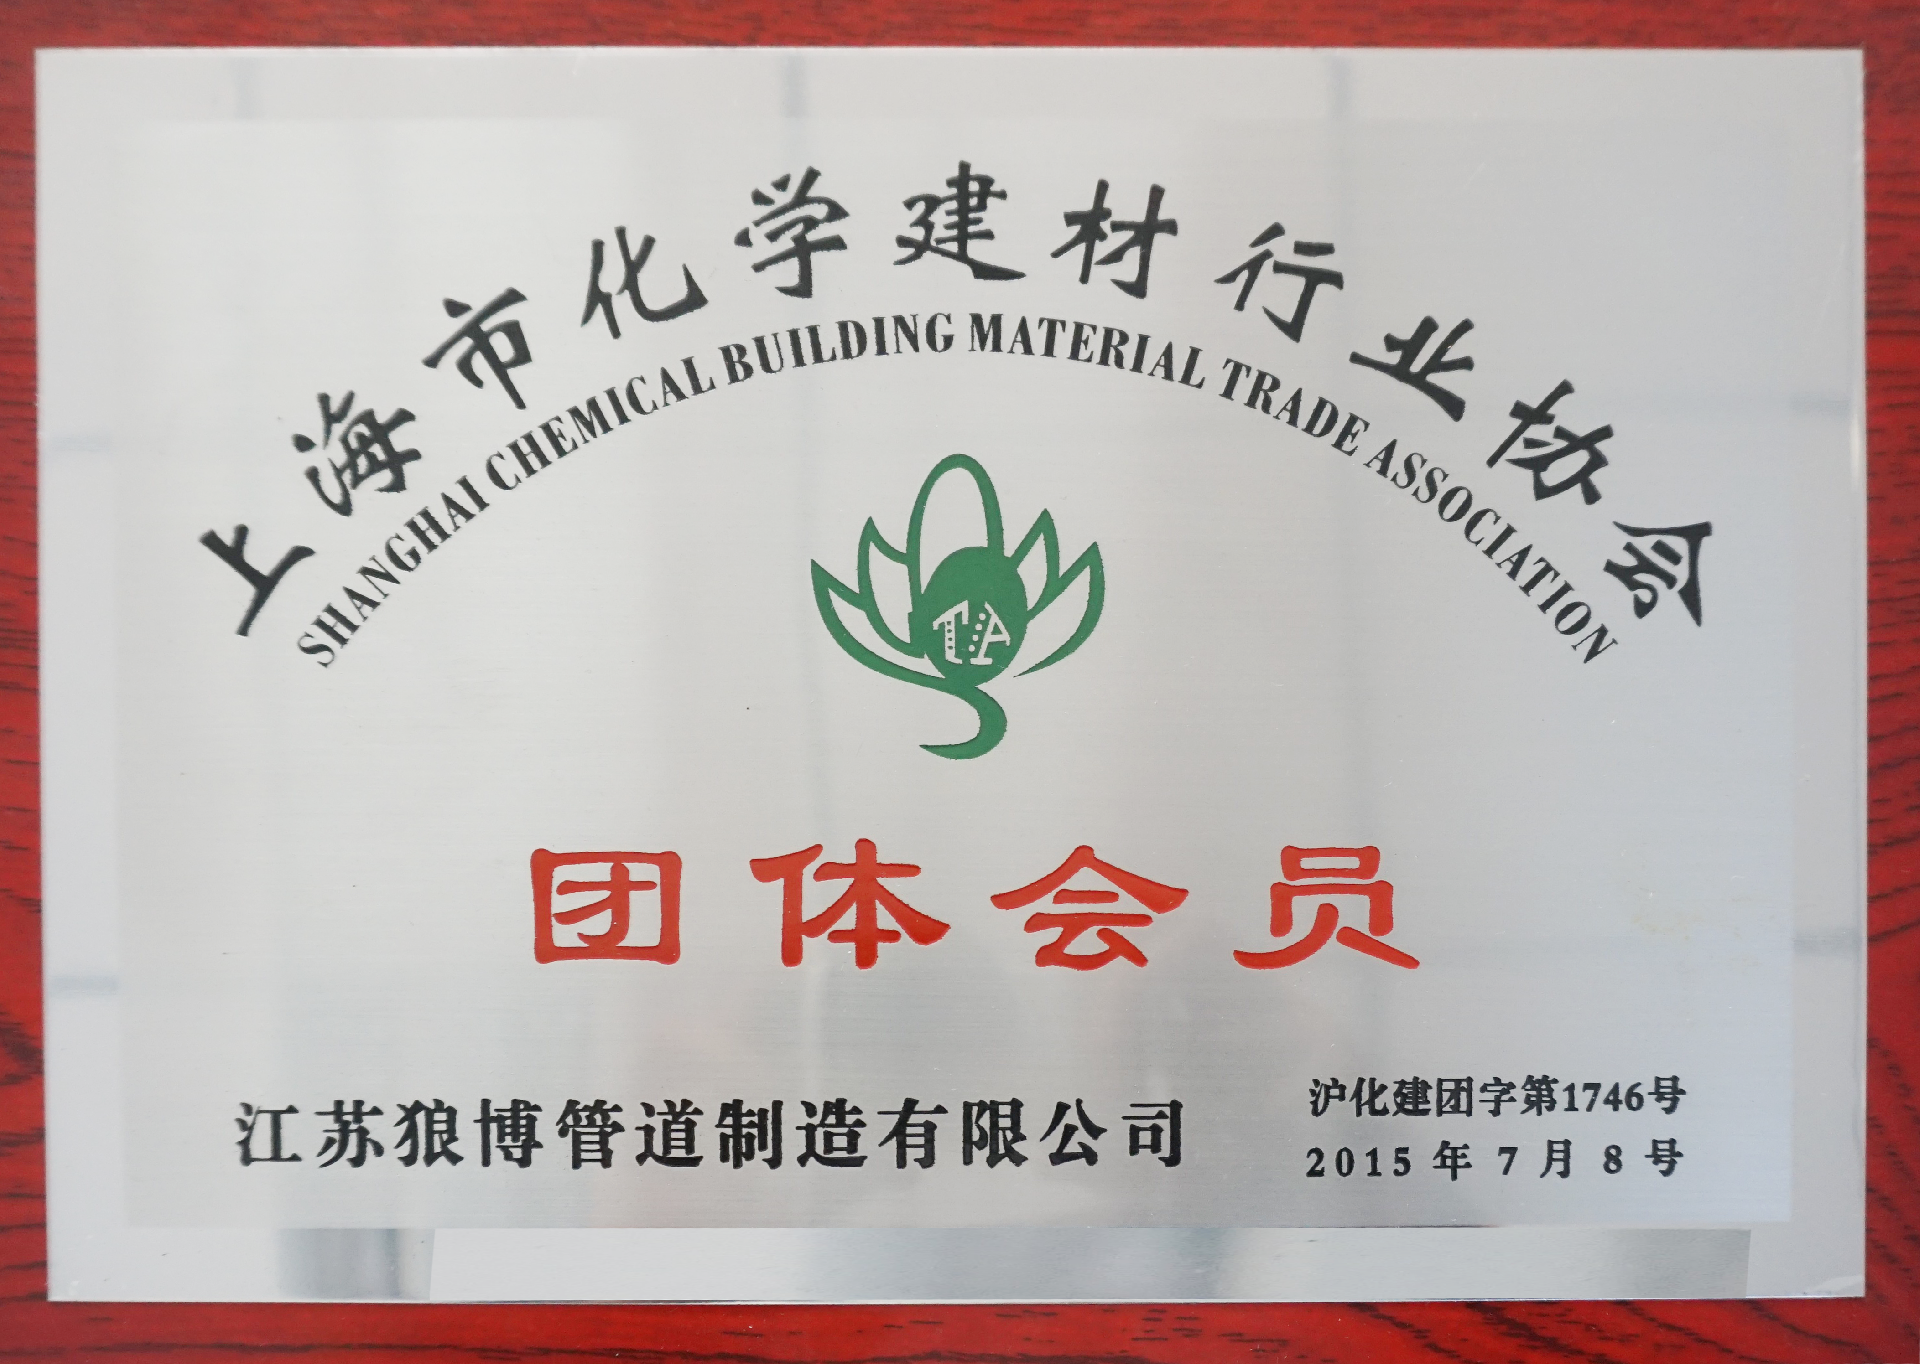 上海市化学建材行业协会
SHANGHAI CHEMICAL BUILDING MATERIAL TRADE ASSOCIATION
TA
团体会员
江苏狼博管道制造有限公司
沪化建团字第1746号
2015年7月8号